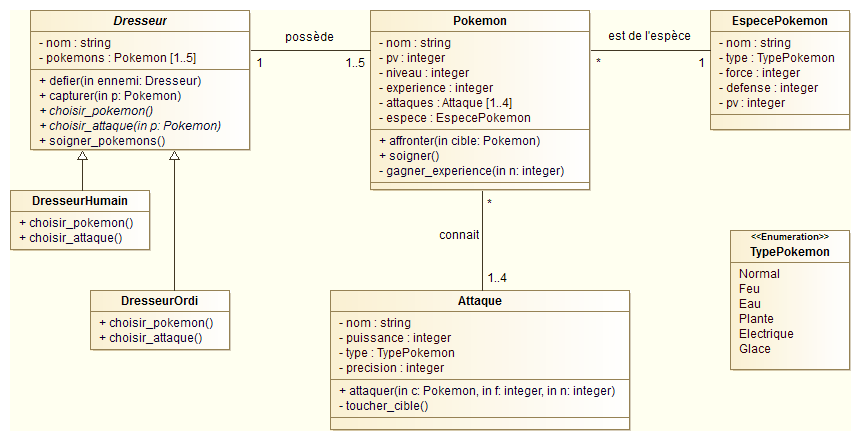 Dresseur
- nom : string
- pokemons : Pokemon [1..5]
+ defier(in ennemi: Dresseur)
+ capturer(in p: Pokemon)
+ choisir_pokemon()
+ choisir_attaque(in p: Pokemon)
+ soigner_pokemons()
possède
1
1..5
Pokemon
- nom : string
- pv : integer
- niveau : integer
- experience : integer
- attaques : Attaque [1..4]
- espece : EspecePokemon
+ affronter(in cible: Pokemon)
+ soigner()
- gagner_experience(in n: integer)
est de l'espèce
*
1
EspecePokemon
- nom : string
- type : TypePokemon
- force : integer
- defense : integer
- pv : integer
DresseurHumain
+ choisir_pokemon()
+ choisir_attaque()
DresseurOrdi
+ choisir_pokemon()
+ choisir_attaque()
*
connait
1..4
Attaque
- nom : string
- puissance : integer
- type : TypePokemon
- precision : integer
+ attaquer(in c: Pokemon, in f: integer, in n: integer)
- toucher_cible()
<<Enumeration>>
TypePokemon
Normal
Feu
Eau
Plante
Electrique
Glace